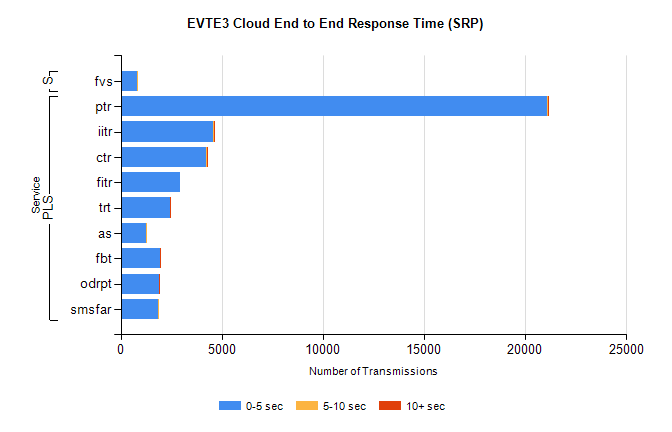 EVTE3 Cloud End to End Response Time (SRP)
Service
S
PLS
fvs
ptr
iitr
ctr
fitr
trt
as
fbt
odrpt
smsfar
0 5000 10000 15000 20000 25000
Number of Transmissions
0-5 sec 5-10 sec 10+ sec